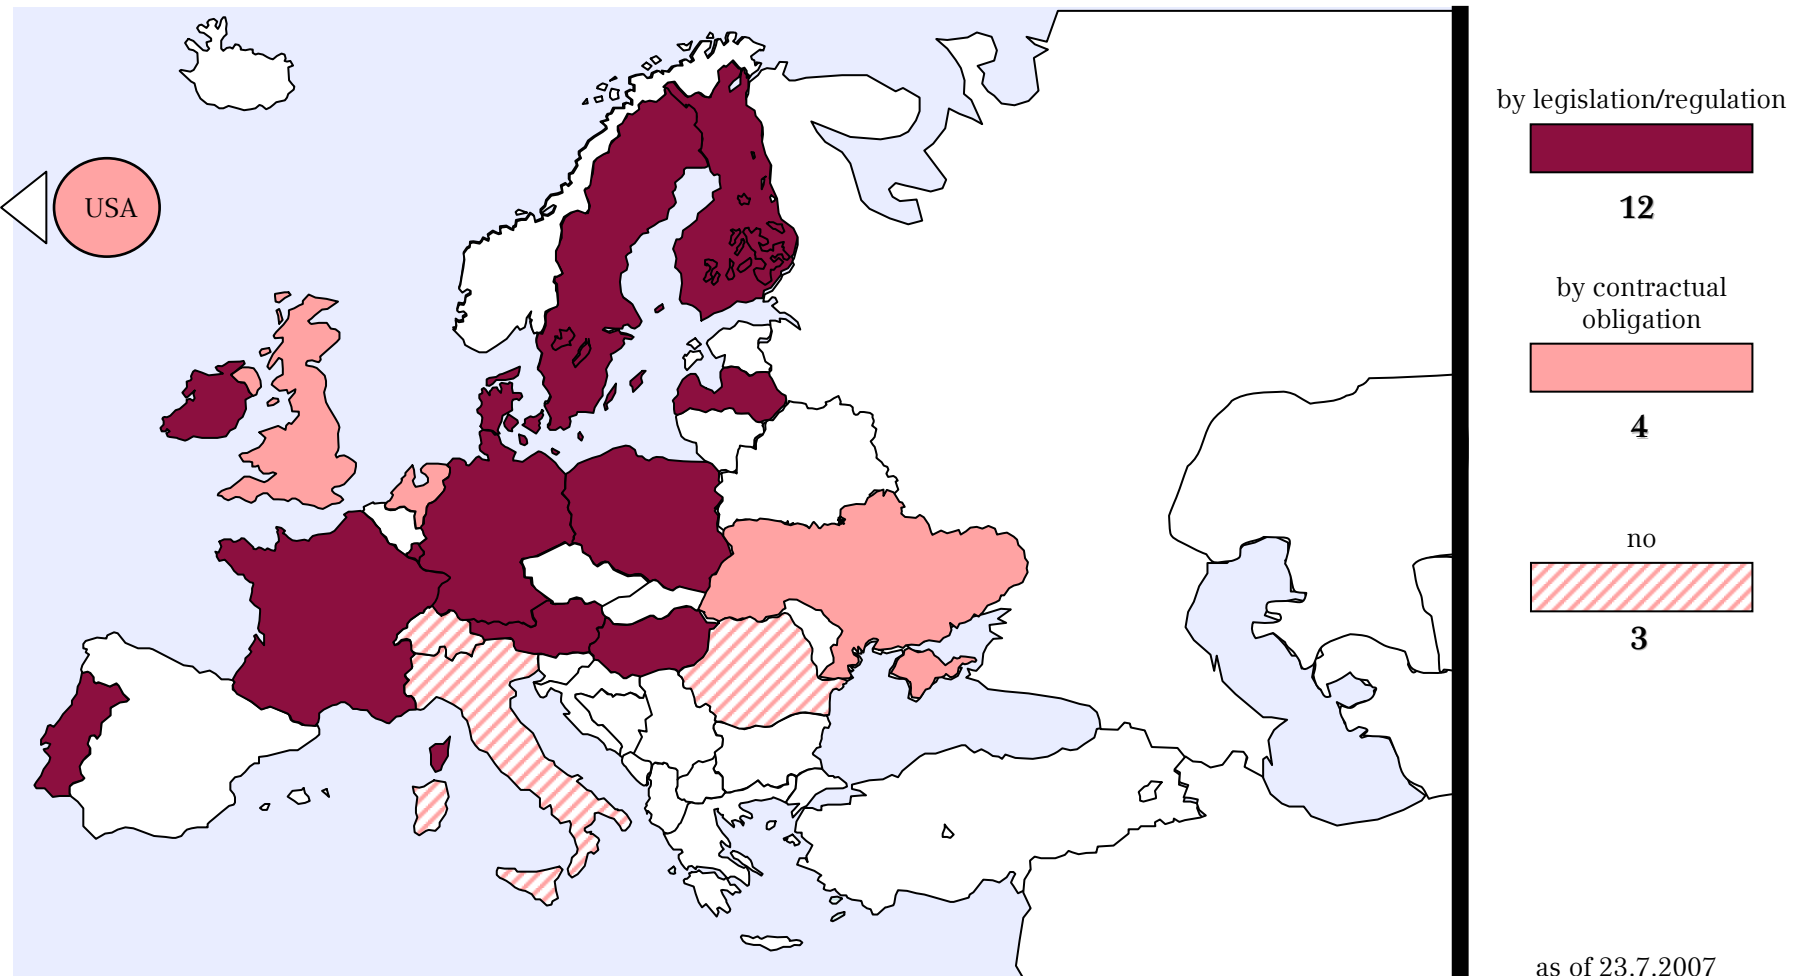 USA
by legislation/regulation
12
by contractual
obligation
4
no
3
as of 23.7.2007